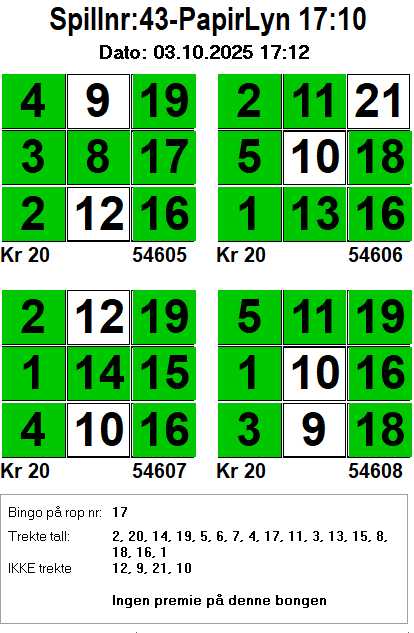 Spillnr:43-PapirLyn 17:10
Dato: 03.10.2025 17:12
4 9 19 2 11 21
3 8 17 5 10 18
2 12 16 1 13 16
Kr 20 54605 Kr 20 54606
2 12 19 5 11 19
1 14 15 1 10 16
4 10 16 3 9 18
Kr 20 54607 Kr 20 54608
Bingo på rop nr: 17
Trekte tall: 2, 20, 14, 19, 5, 6, 7, 4, 17, 11, 3, 13, 15, 8,
18, 16, 1
IKKE trekte 12, 9, 21, 10
Ingen premie på denne bongen